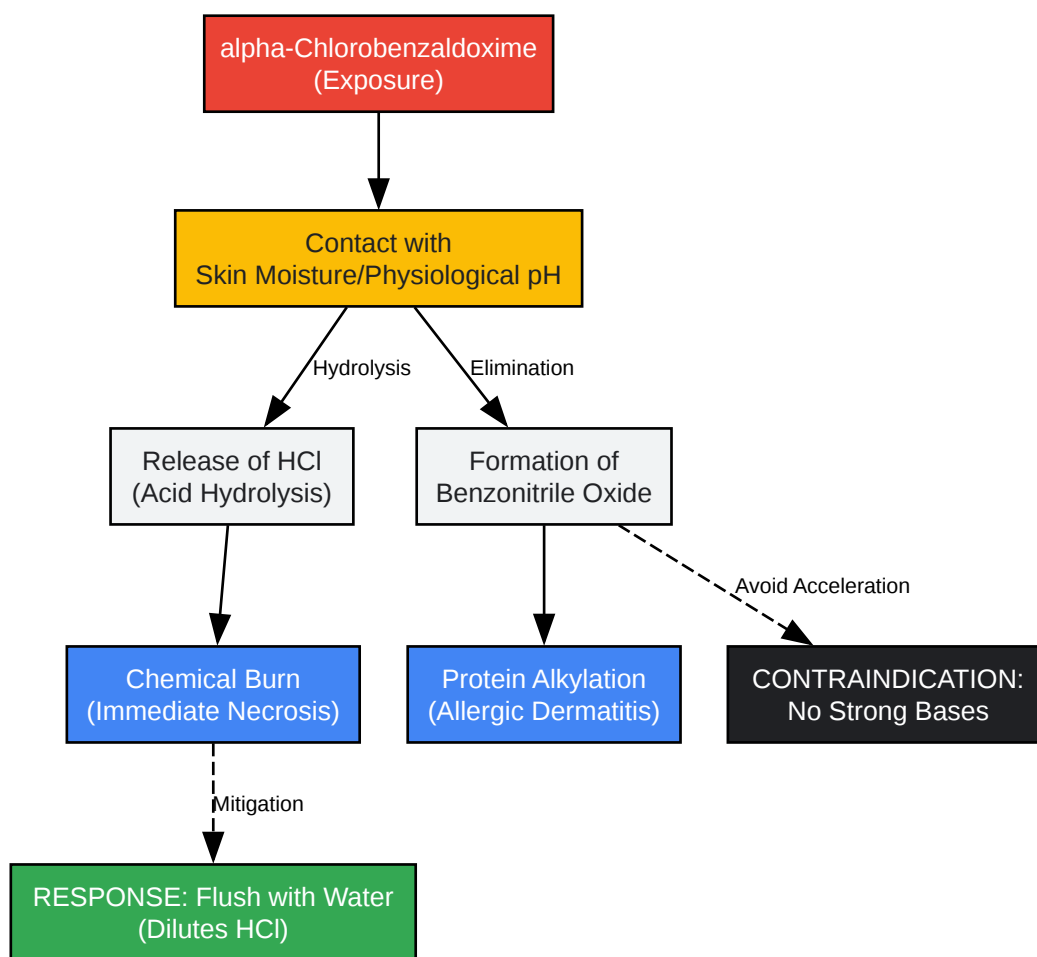 alpha-Chlorobenzaldoxime
(Exposure)
Contact with
Skin Moisture/Physiological pH
Hydrolysis
Elimination
Release of HCl
(Acid Hydrolysis)
Formation of
Benzonitrile Oxide
Avoid Acceleration
Chemical Burn
(Immediate Necrosis)
Protein Alkylation
(Allergic Dermatitis)
CONTRAINDICATION:
No Strong Bases
Mitigation
RESPONSE: Flush with Water
(Dilutes HCl)